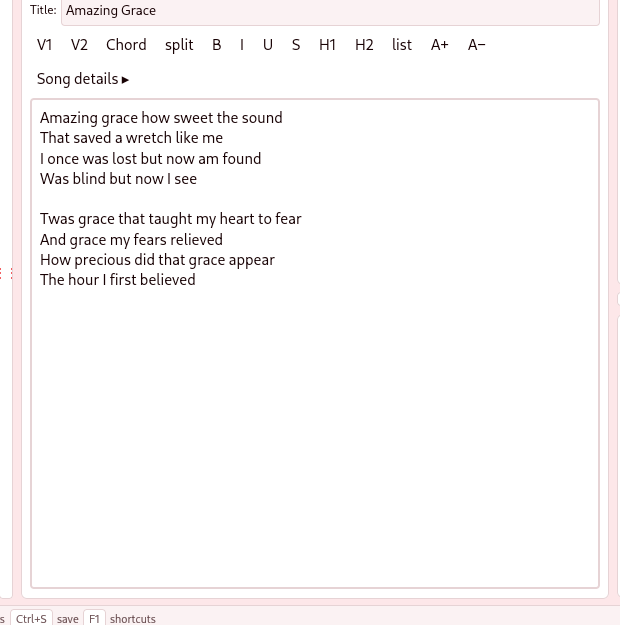 Title: Amazing Grace
V1 V2 Chord split B I U S H1 H2 list A+ A−
Song details ▸
Amazing grace how sweet the sound
That saved a wretch like me
I once was lost but now am found
Was blind but now I see

Twas grace that taught my heart to fear
And grace my fears relieved
How precious did that grace appear
The hour I first believed
s Ctrl+S save F1 shortcuts